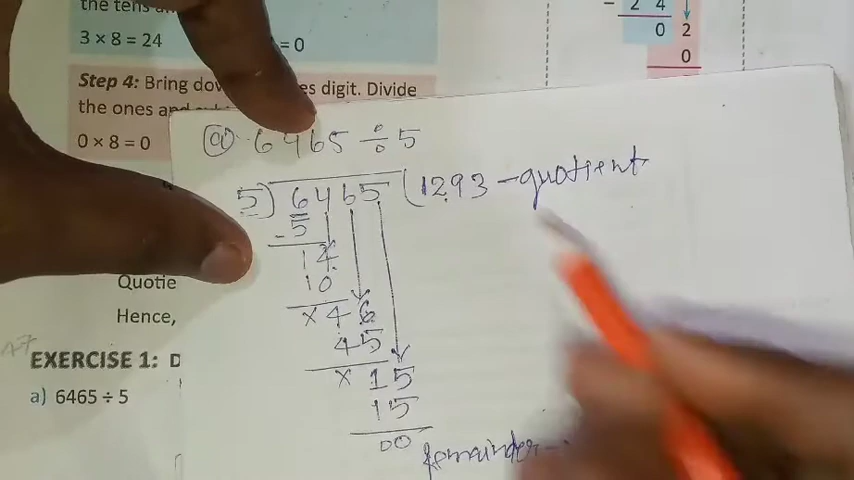 the tens a
3 × 8 = 24
= 0
Step 4: Bring dow es digit. Divide
the ones a
0 × 8 = 0
- 2 4
0 2
0
a) 6465 ÷ 5
5) 6465 (1293 - quotient
- 5
14
10
× 46
45
× 15
15
00
remainder -
Quotie
Hence,
EXERCISE 1: D
a) 6465 ÷ 5